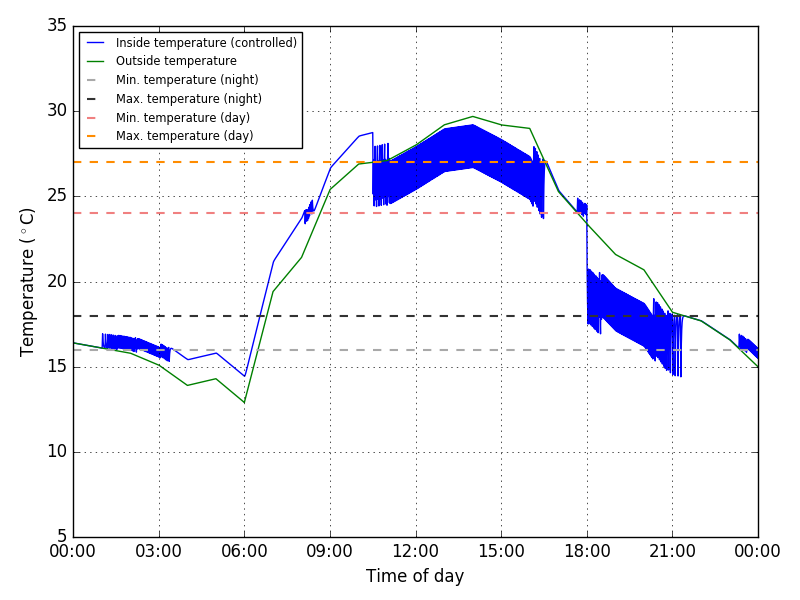 35
30
25
20
15
10
5
Temperature (°C)
Inside temperature (controlled)
Outside temperature
Min. temperature (night)
Max. temperature (night)
Min. temperature (day)
Max. temperature (day)
00:00 03:00 06:00 09:00 12:00 15:00 18:00 21:00 00:00
Time of day